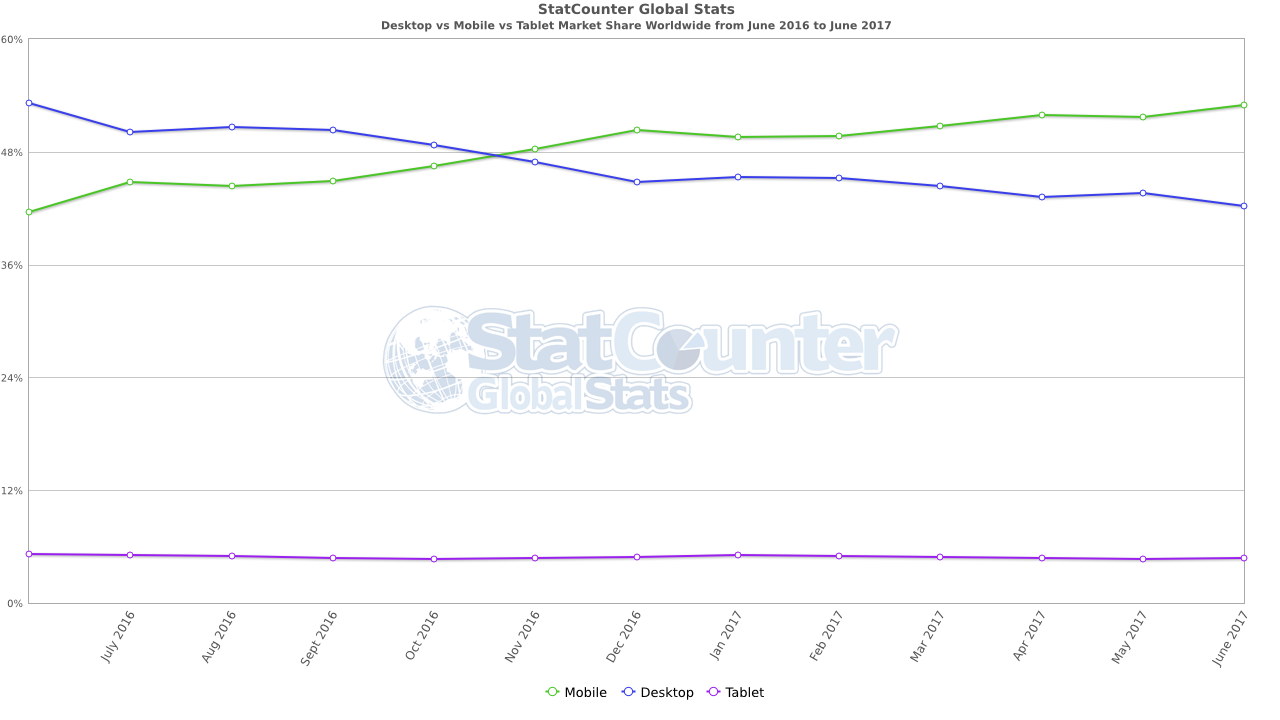 StatCounter Global Stats
Desktop vs Mobile vs Tablet Market Share Worldwide from June 2016 to June 2017
60%
48%
36%
24%
12%
0%
StatCounter
GlobalStats
July 2016
Aug 2016
Sept 2016
Oct 2016
Nov 2016
Dec 2016
Jan 2017
Feb 2017
Mar 2017
Apr 2017
May 2017
June 2017
Mobile Desktop Tablet